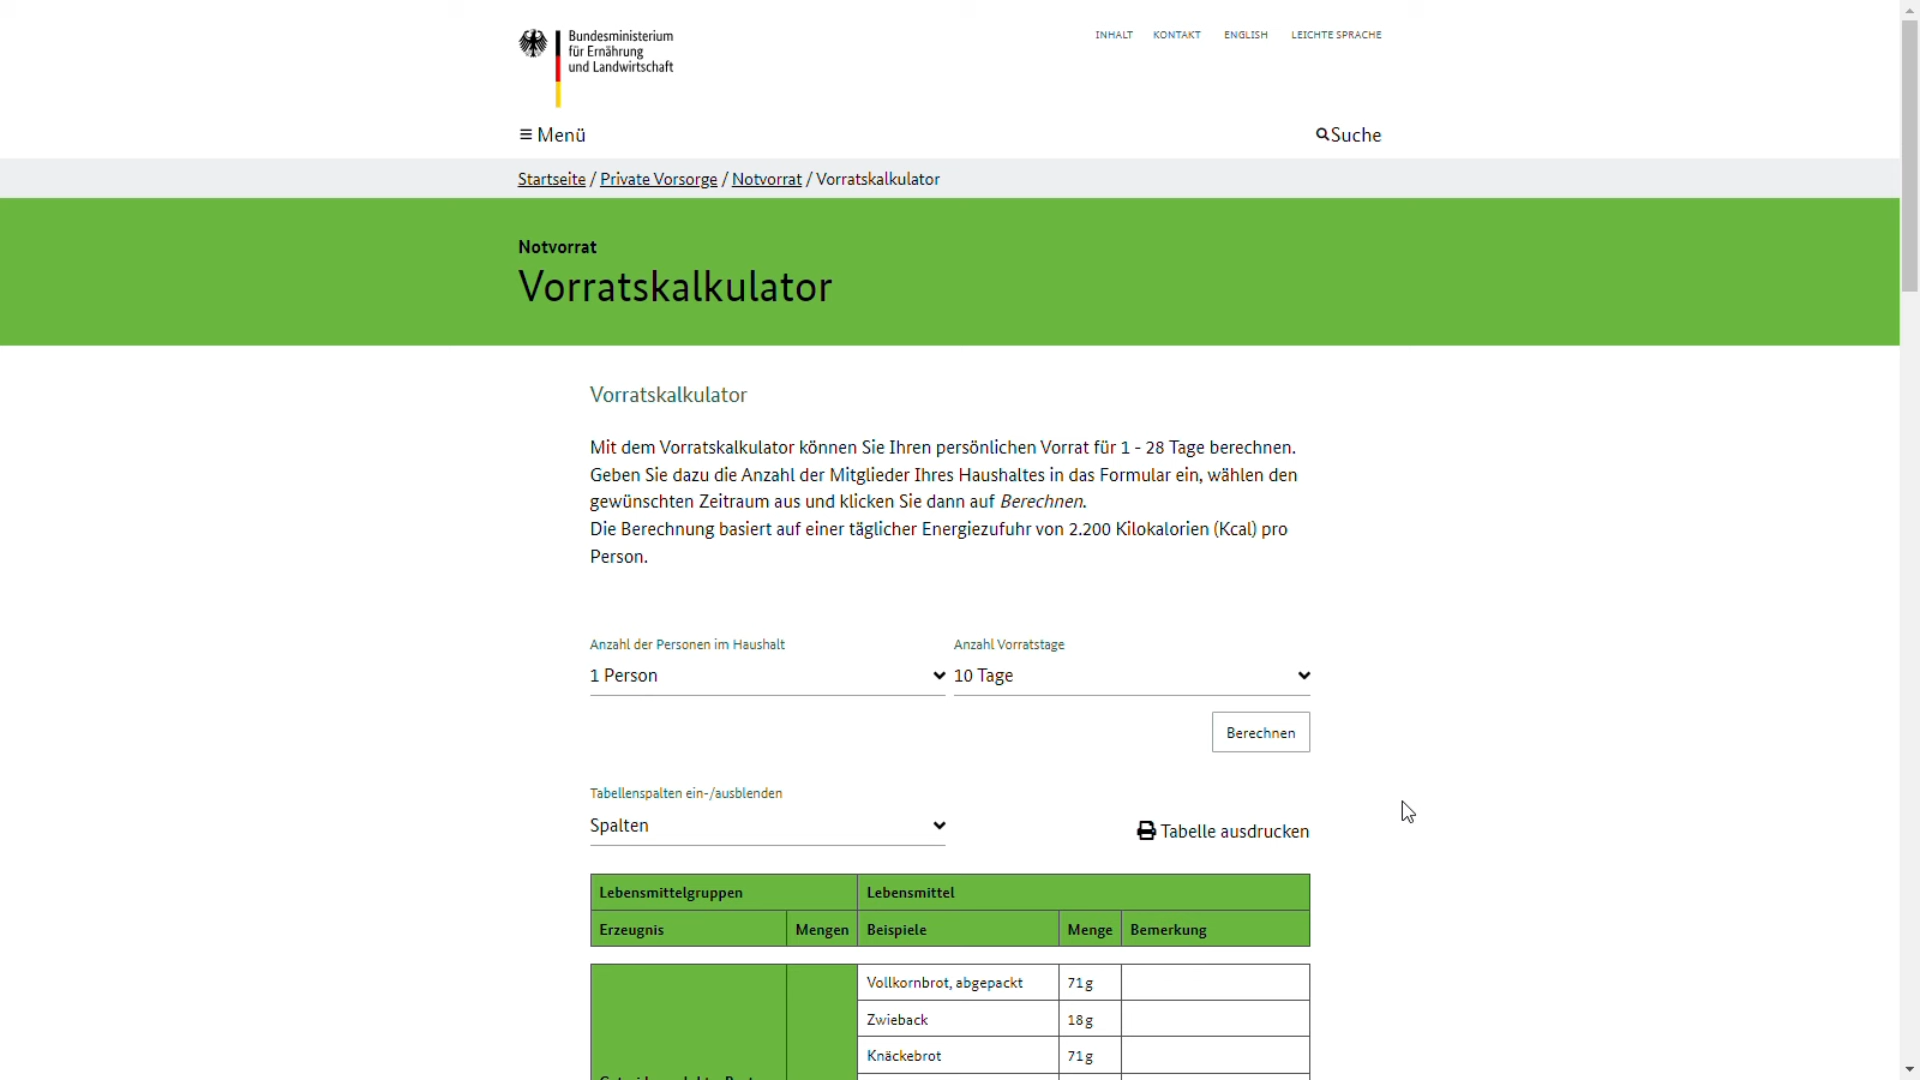 Bundesministerium
für Ernährung
und Landwirtschaft
INHALT KONTAKT ENGLISH LEICHTE SPRACHE
Menü
Suche
Startseite / Private Vorsorge / Notvorrat / Vorratskalkulator
Notvorrat
Vorratskalkulator
Vorratskalkulator
Mit dem Vorratskalkulator können Sie Ihren persönlichen Vorrat für 1 - 28 Tage berechnen.
Geben Sie dazu die Anzahl der Mitglieder Ihres Haushaltes in das Formular ein, wählen den
gewünschten Zeitraum aus und klicken Sie dann auf Berechnen.
Die Berechnung basiert auf einer täglicher Energiezufuhr von 2.200 Kilokalorien (Kcal) pro
Person.
Anzahl der Personen im Haushalt
1 Person
Anzahl Vorratstage
10 Tage
Berechnen
Tabellenspalten ein-/ausblenden
Spalten
Tabelle ausdrucken
Lebensmittelgruppen Lebensmittel
Erzeugnis Mengen Beispiele Menge Bemerkung
Vollkornbrot, abgepackt 71 g
Zwieback 18 g
Knäckebrot 71 g